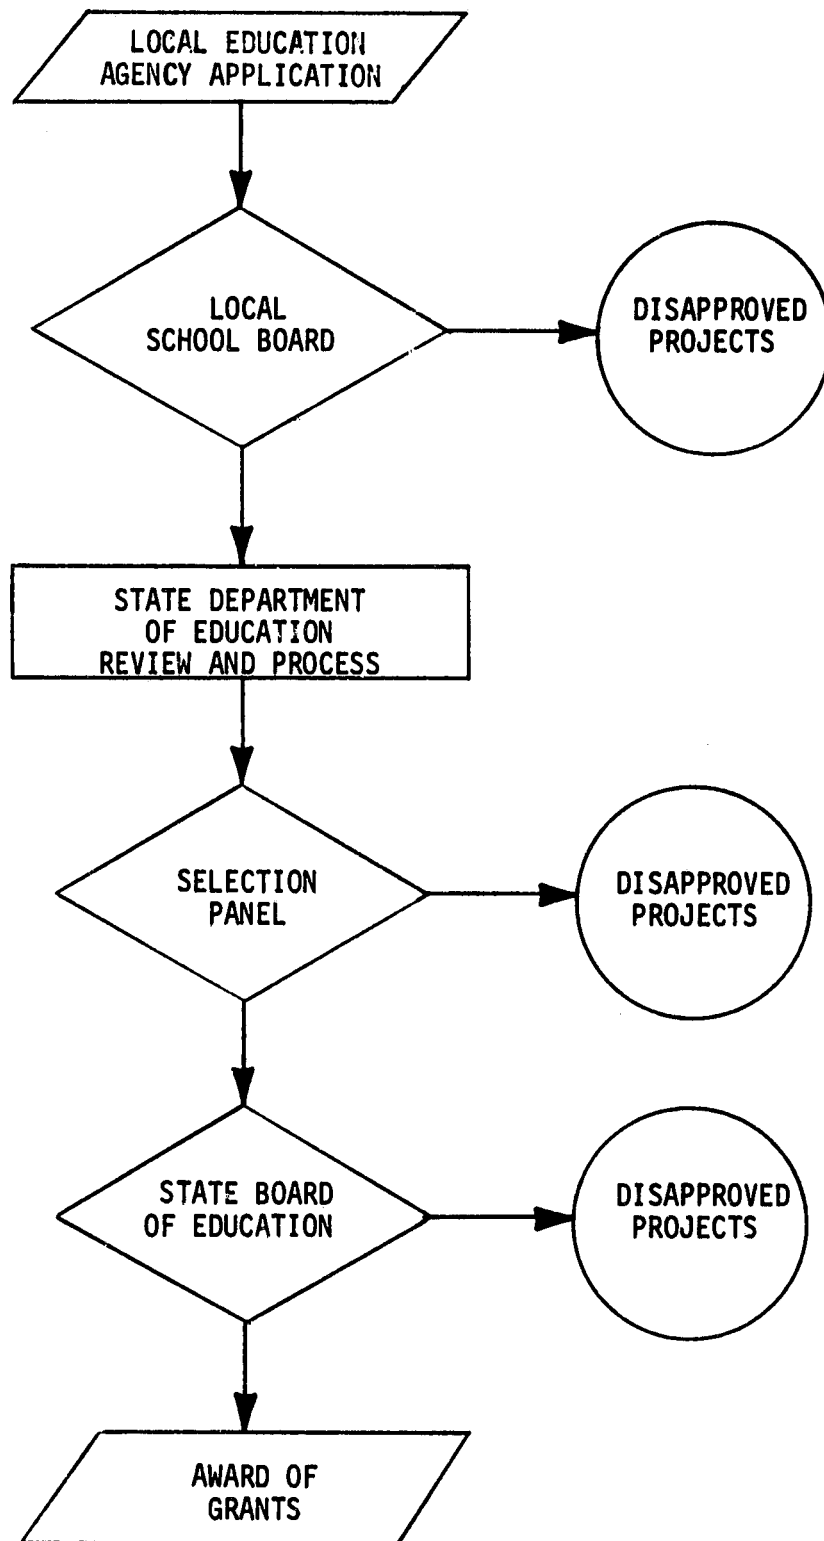 LOCAL EDUCATION
AGENCY APPLICATION
LOCAL
SCHOOL BOARD
DISAPPROVED
PROJECTS
STATE DEPARTMENT
OF EDUCATION
REVIEW AND PROCESS
SELECTION
PANEL
DISAPPROVED
PROJECTS
STATE BOARD
OF EDUCATION
DISAPPROVED
PROJECTS
AWARD OF
GRANTS